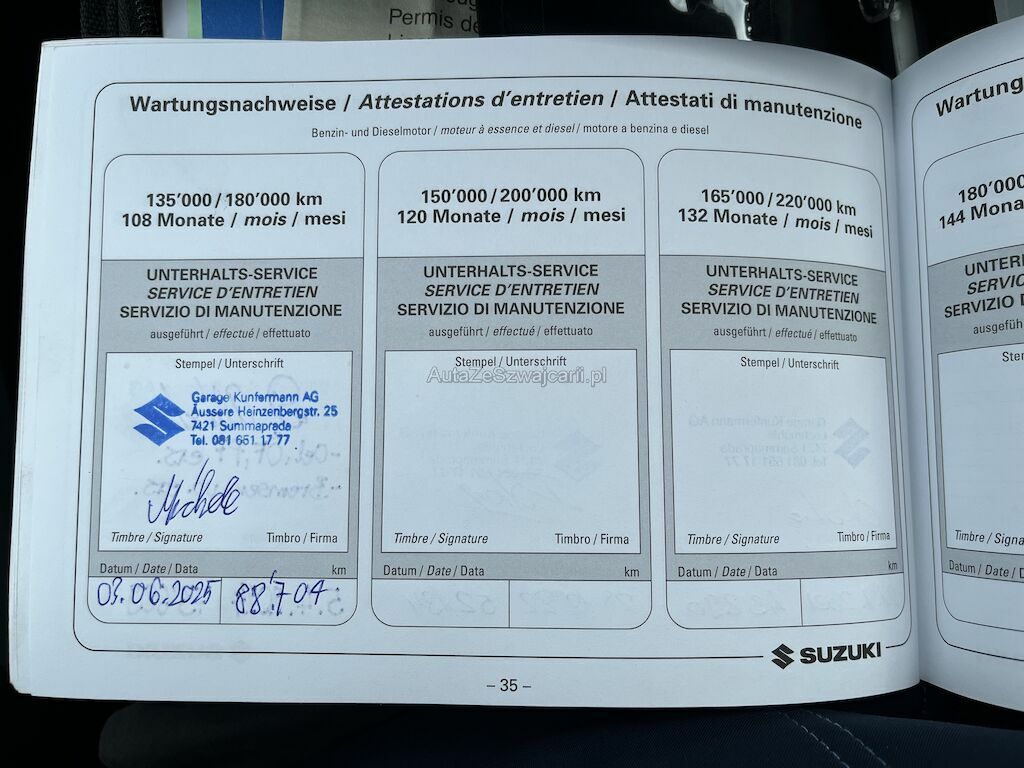 Permis de
Wartungsnachweise / Attestations d'entretien / Attestati di manutenzione
Benzin- und Dieselmotor / moteur à essence et diesel / motore a benzina e diesel
135'000 / 180'000 km
108 Monate / mois / mesi
UNTERHALTS-SERVICE
SERVICE D'ENTRETIEN
SERVIZIO DI MANUTENZIONE
ausgeführt / effectué / effettuato
Stempel / Unterschrift
Garage Kunfermann AG
Äussere Heinzenbergstr. 25
7421 Summaprada
Tel. 081 651 17 77
Michele
Timbre / Signature Timbro / Firma
Datum / Date / Data km
03.06.2025 88'704
150'000 / 200'000 km
120 Monate / mois / mesi
UNTERHALTS-SERVICE
SERVICE D'ENTRETIEN
SERVIZIO DI MANUTENZIONE
ausgeführt / effectué / effettuato
Stempel / Unterschrift
AutaZeSzwajcarii.pl
Timbre / Signature Timbro / Firma
Datum / Date / Data km
165'000 / 220'000 km
132 Monate / mois / mesi
UNTERHALTS-SERVICE
SERVICE D'ENTRETIEN
SERVIZIO DI MANUTENZIONE
ausgeführt / effectué / effettuato
Stempel / Unterschrift
Timbre / Signature Timbro / Firma
Datum / Date / Data km
SUZUKI
– 35 –
Wartung
180'000
144 Mona
UNTER
SERVIC
SERVIZIO D
ausgefüh
Ster
Timbre / Signa
Datum / Date / D